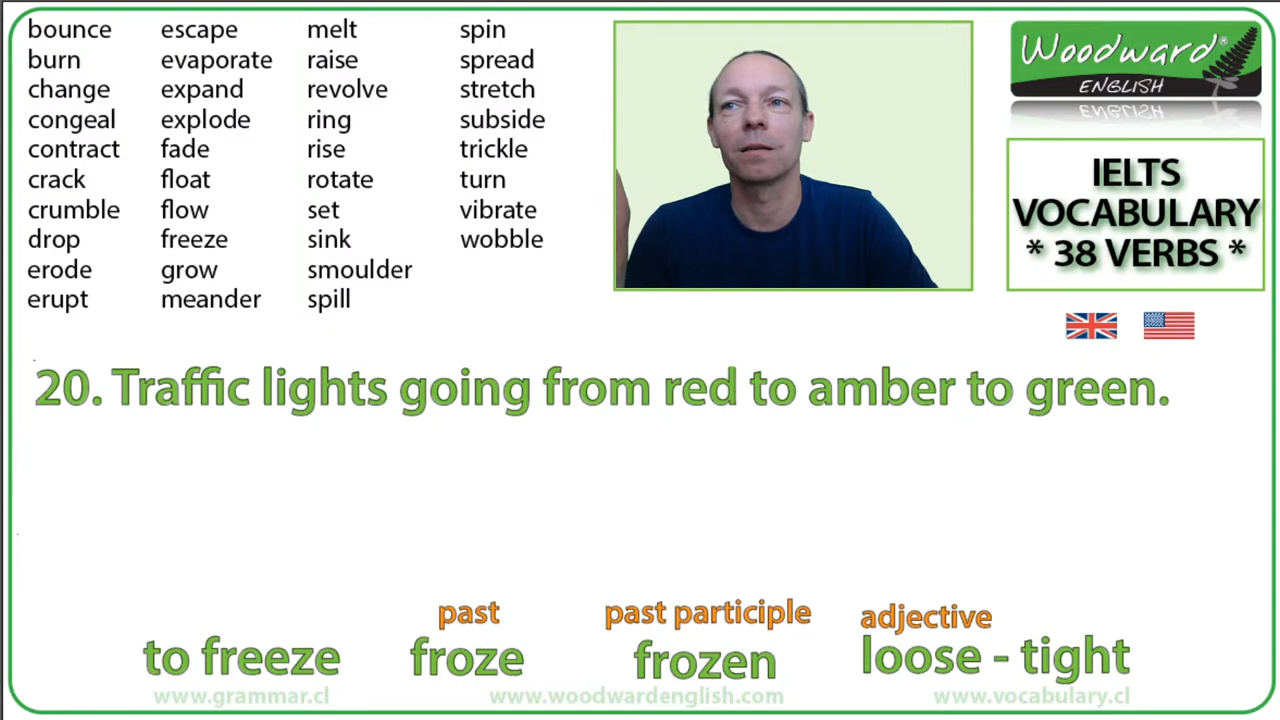 bounce
burn
change
congeal
contract
crack
crumble
drop
erode
erupt
escape
evaporate
expand
explode
fade
float
flow
freeze
grow
meander
melt
raise
revolve
ring
rise
rotate
set
sink
smoulder
spill
spin
spread
stretch
subside
trickle
turn
vibrate
wobble
Woodward®
ENGLISH
IELTS
VOCABULARY
* 38 VERBS *
20. Traffic lights going from red to amber to green.
past
past participle
adjective
to freeze froze frozen loose - tight
www.grammar.cl www.woodwardenglish.com www.vocabulary.cl